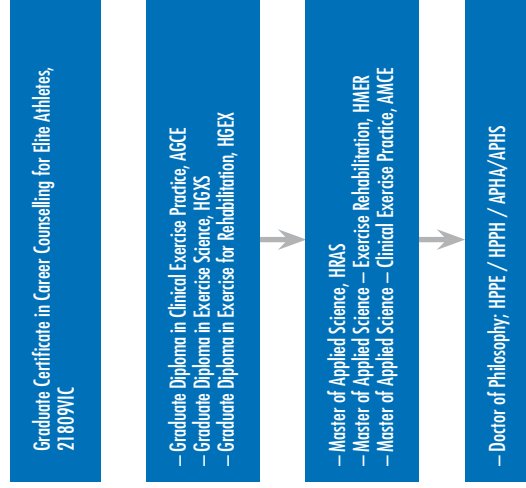 Graduate Certificate in Career Counselling for Elite Athletes,
21809VIC
– Graduate Diploma in Clinical Exercise Practice, AGCE
– Graduate Diploma in Exercise Science, HGXS
– Graduate Diploma in Exercise for Rehabilitation, HGEX
– Master of Applied Science, HRAS
– Master of Applied Science – Exercise Rehabilitation, HMER
– Master of Applied Science – Clinical Exercise Practice, AMCE
– Doctor of Philosophy; HPPE / HPPH / APHA/APHS